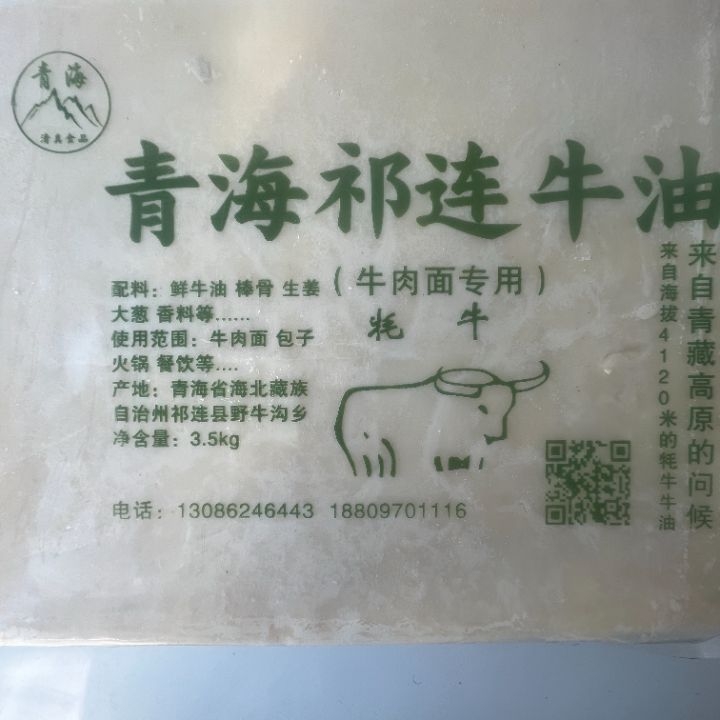 青海
清真食品
青海祁连牛油
（牛肉面专用）
牦 牛
配料：鲜牛油 棒骨 生姜
大葱 香料等......
使用范围：牛肉面 包子
火锅 餐饮等....
产地：青海省海北藏族
自治州祁连县野牛沟乡
净含量：3.5kg
电话：13086246443 18809701116
来自青藏高原的问候
来自海拔4120米的牦牛牛油